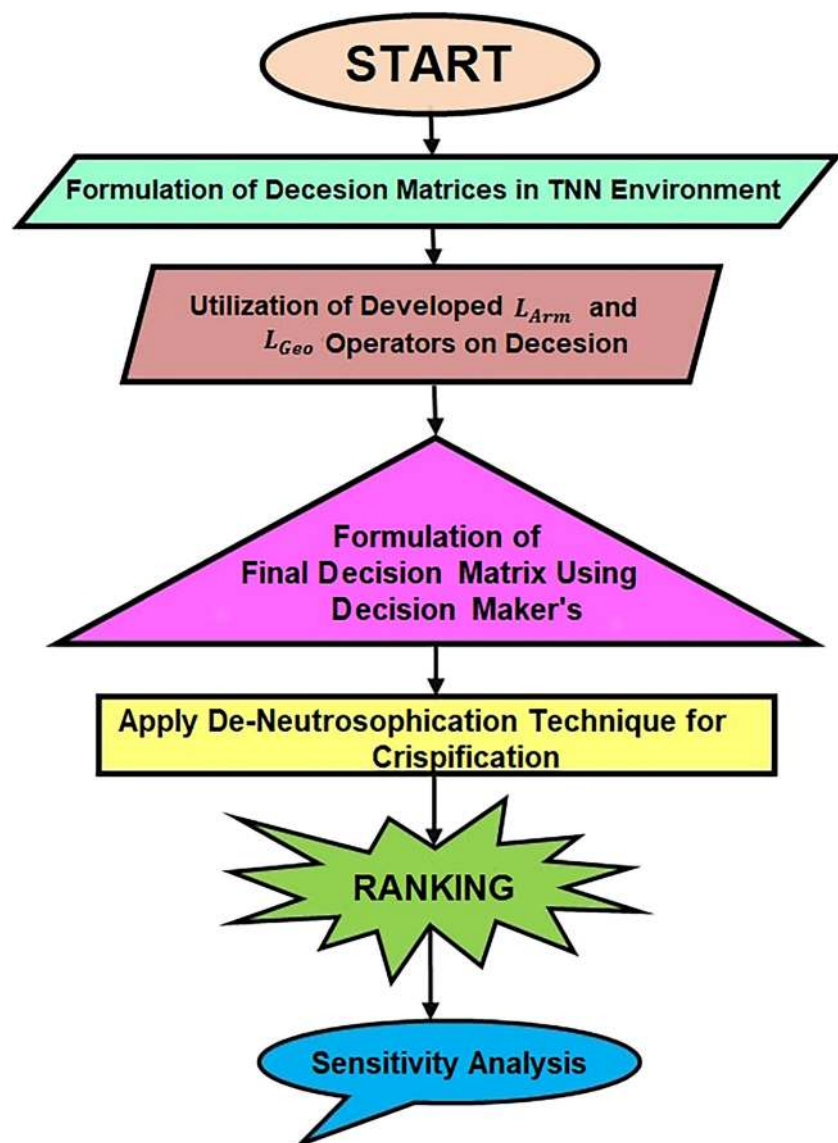 START
Formulation of Decesion Matrices in TNN Environment
Utilization of Developed L_Arm and
L_Geo Operators on Decesion
Formulation of
Final Decision Matrix Using
Decision Maker's
Apply De-Neutrosophication Technique for
Crispification
RANKING
Sensitivity Analysis